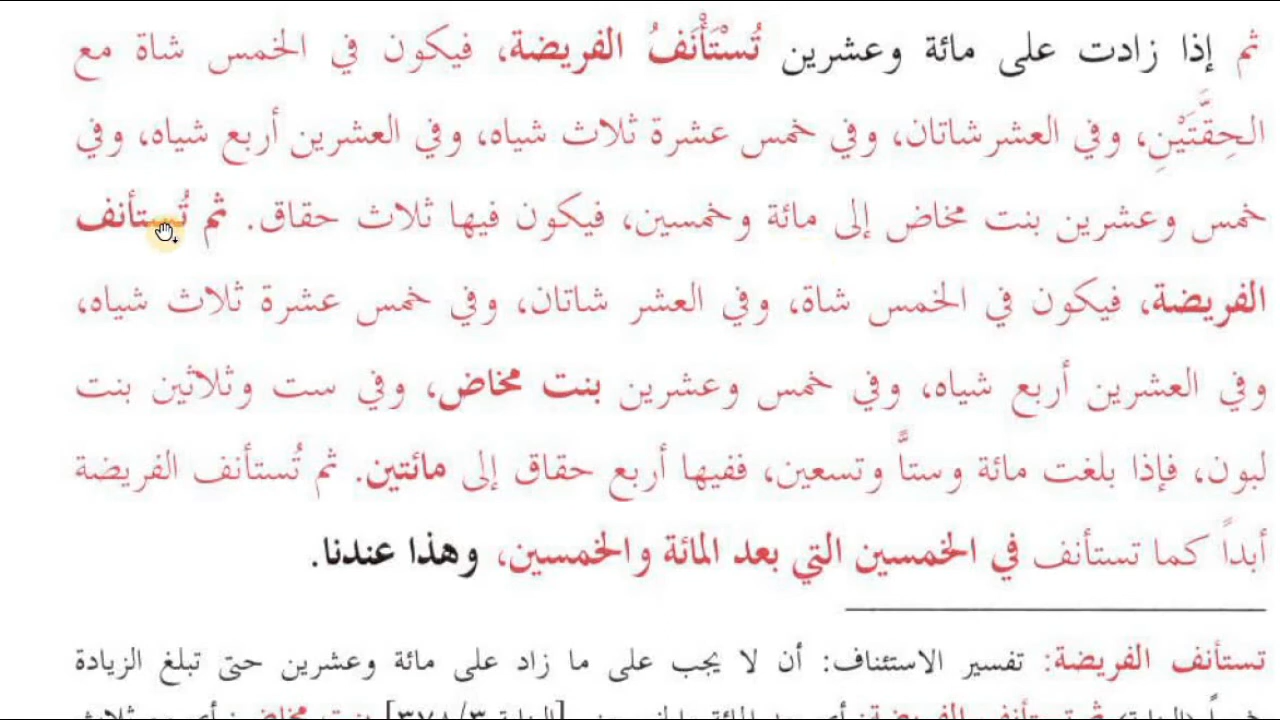 ثم إذا زادت على مائة وعشرين تُسْتَأْنَفُ الفريضة، فيكون في الخمس شاة مع
الحِقَّتَيْنِ، وفي العشر شاتان، وفي خمس عشرة ثلاث شياه، وفي العشرين أربع شياه، وفي
خمس وعشرين بنت مخاض إلى مائة وخمسين، فيكون فيها ثلاث حقاق. ثم تُستأنف
الفريضة، فيكون في الخمس شاة، وفي العشر شاتان، وفي خمس عشرة ثلاث شياه،
وفي العشرين أربع شياه، وفي خمس وعشرين بنت مخاض، وفي ست وثلاثين بنت
لبون، فإذا بلغت مائة وستاًّ وتسعين، ففيها أربع حقاق إلى مائتين. ثم تُستأنف الفريضة
أبداً كما تستأنف في الخمسين التي بعد المائة والخمسين، وهذا عندنا.
تستأنف الفريضة: تفسير الاستئناف: أن لا يجب على ما زاد على مائة وعشرين حتى تبلغ الزيادة